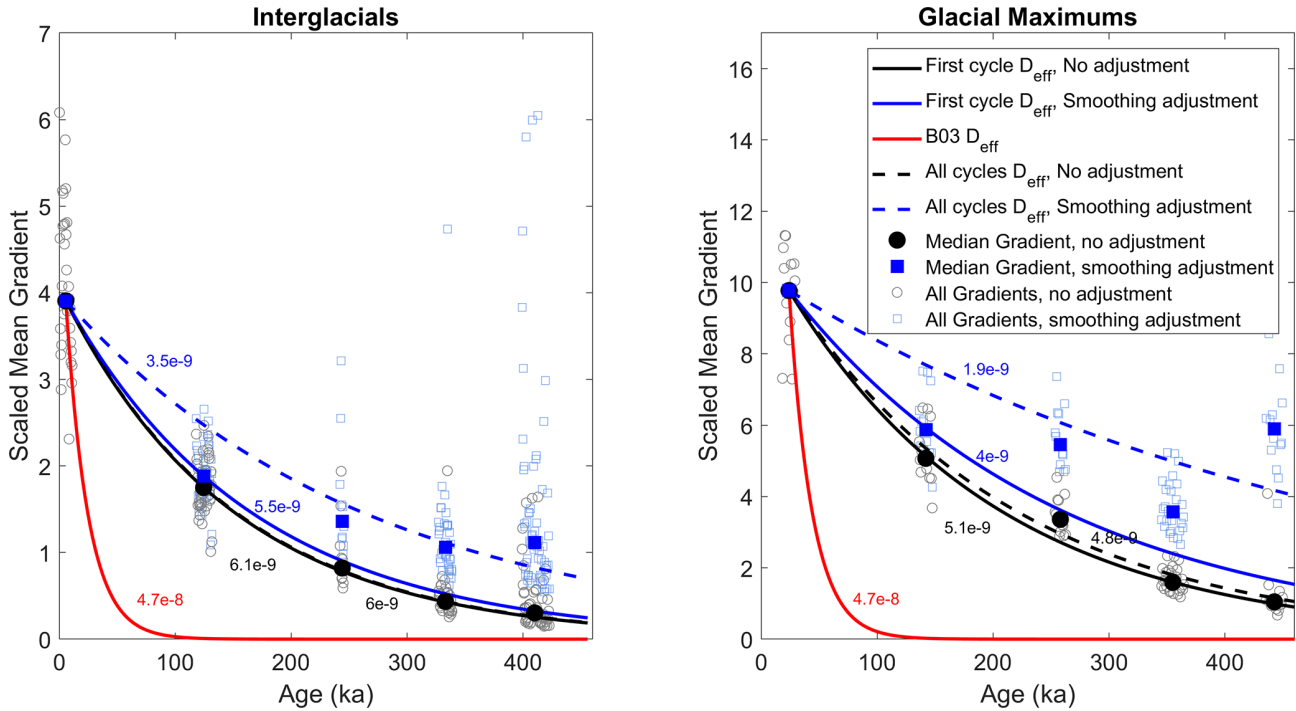 Interglacials
7
6
5
4
3
2
1
0
Scaled Mean Gradient
3.5e-9
5.5e-9
6.1e-9
6e-9
4.7e-8
0
100
200
300
400
Age (ka)
Glacial Maximums
16
14
12
10
8
6
4
2
0
Scaled Mean Gradient
First cycle Deff, No adjustment
First cycle Deff, Smoothing adjustment
B03 Deff
All cycles Deff, No adjustment
All cycles Deff, Smoothing adjustment
Median Gradient, no adjustment
Median Gradient, smoothing adjustment
All Gradients, no adjustment
All Gradients, smoothing adjustment
1.9e-9
4e-9
5.1e-9
4.8e-9
4.7e-8
0
100
200
300
400
Age (ka)